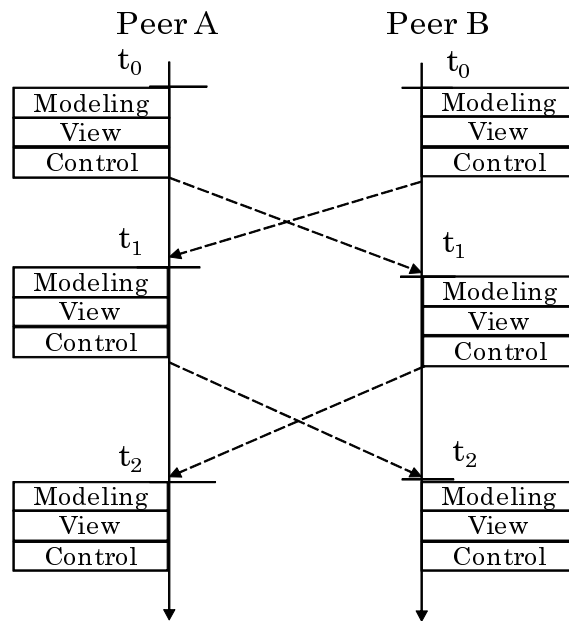 Peer A Peer B
t0 t0
Modeling Modeling
View View
Control Control
t1 t1
Modeling Modeling
View View
Control Control
t2 t2
Modeling Modeling
View View
Control Control